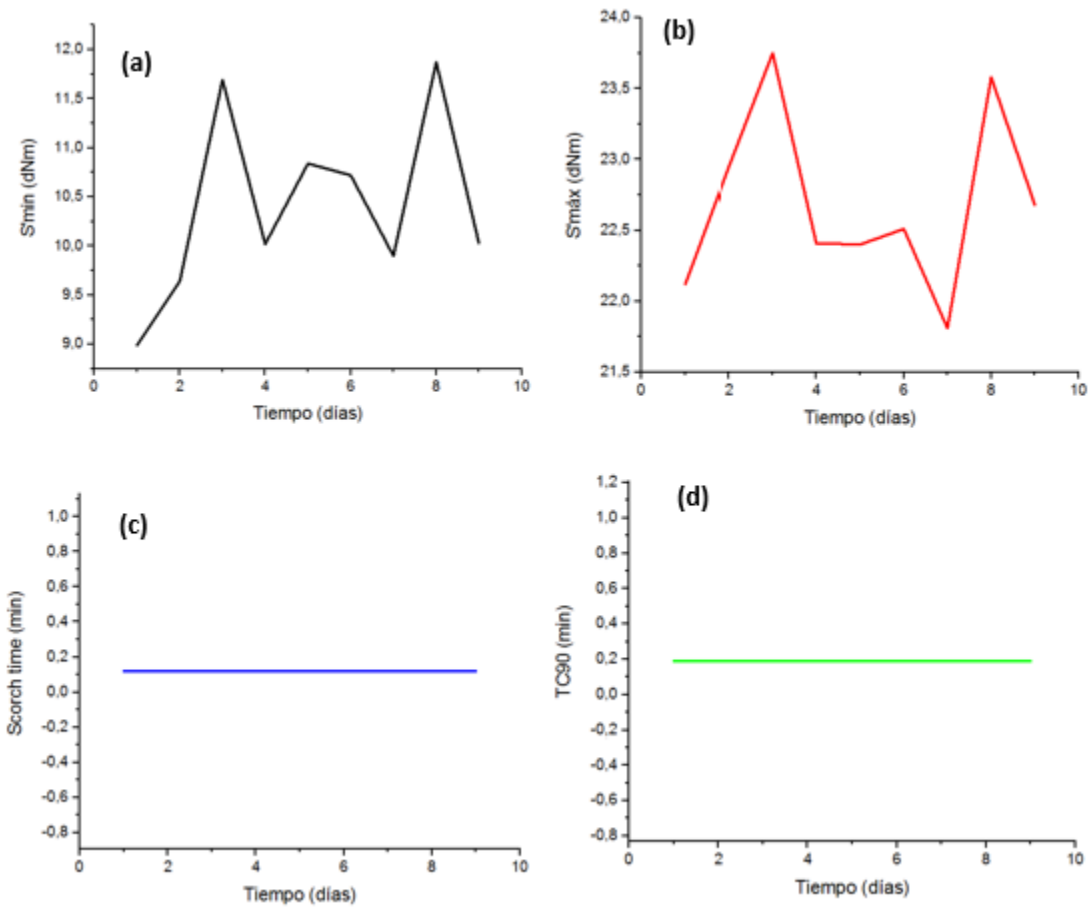 (a)
S'min (dNm)
12,0
11,5
11,0
10,5
10,0
9,5
9,0
0 2 4 6 8 10
Tiempo (días)
(b)
S'máx (dNm)
24,0
23,5
23,0
22,5
22,0
21,5
0 2 4 6 8 10
Tiempo (días)
(c)
Scorch time (min)
1,0
0,8
0,6
0,4
0,2
0,0
-0,2
-0,4
-0,6
-0,8
0 2 4 6 8 10
Tiempo (días)
(d)
TC90 (min)
1,2
1,0
0,8
0,6
0,4
0,2
0,0
-0,2
-0,4
-0,6
-0,8
0 2 4 6 8 10
Tiempo (días)